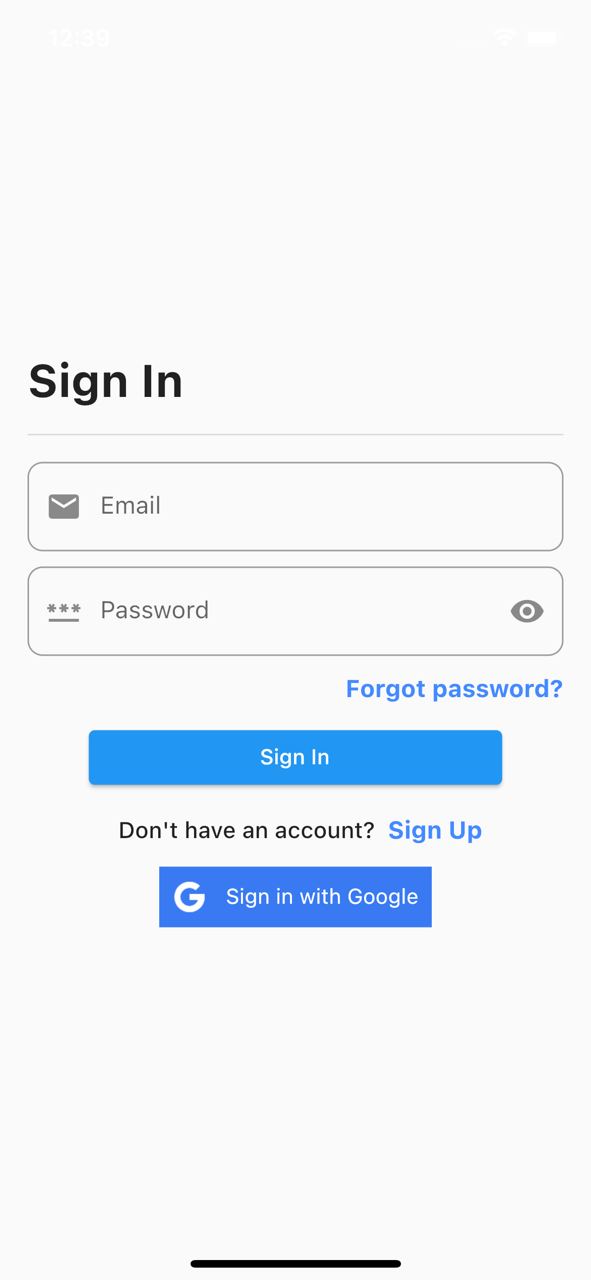 12:39
Sign In
Email
*** Password
Forgot password?
Sign In
Don't have an account? Sign Up
G Sign in with Google